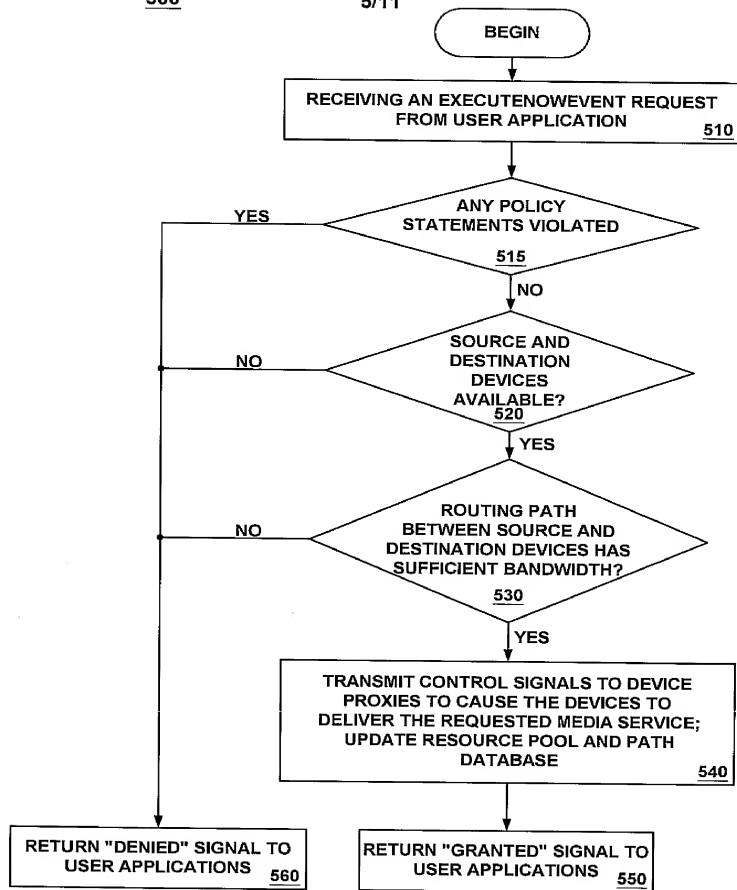 500
5/11
BEGIN
RECEIVING AN EXECUTENOWEVENT REQUEST
FROM USER APPLICATION
510
ANY POLICY
STATEMENTS VIOLATED
515
YES
NO
SOURCE AND
DESTINATION
DEVICES
AVAILABLE?
520
NO
YES
ROUTING PATH
BETWEEN SOURCE AND
DESTINATION DEVICES HAS
SUFFICIENT BANDWIDTH?
530
NO
YES
TRANSMIT CONTROL SIGNALS TO DEVICE
PROXIES TO CAUSE THE DEVICES TO
DELIVER THE REQUESTED MEDIA SERVICE;
UPDATE RESOURCE POOL AND PATH
DATABASE
540
RETURN "DENIED" SIGNAL TO
USER APPLICATIONS
560
RETURN "GRANTED" SIGNAL TO
USER APPLICATIONS
550